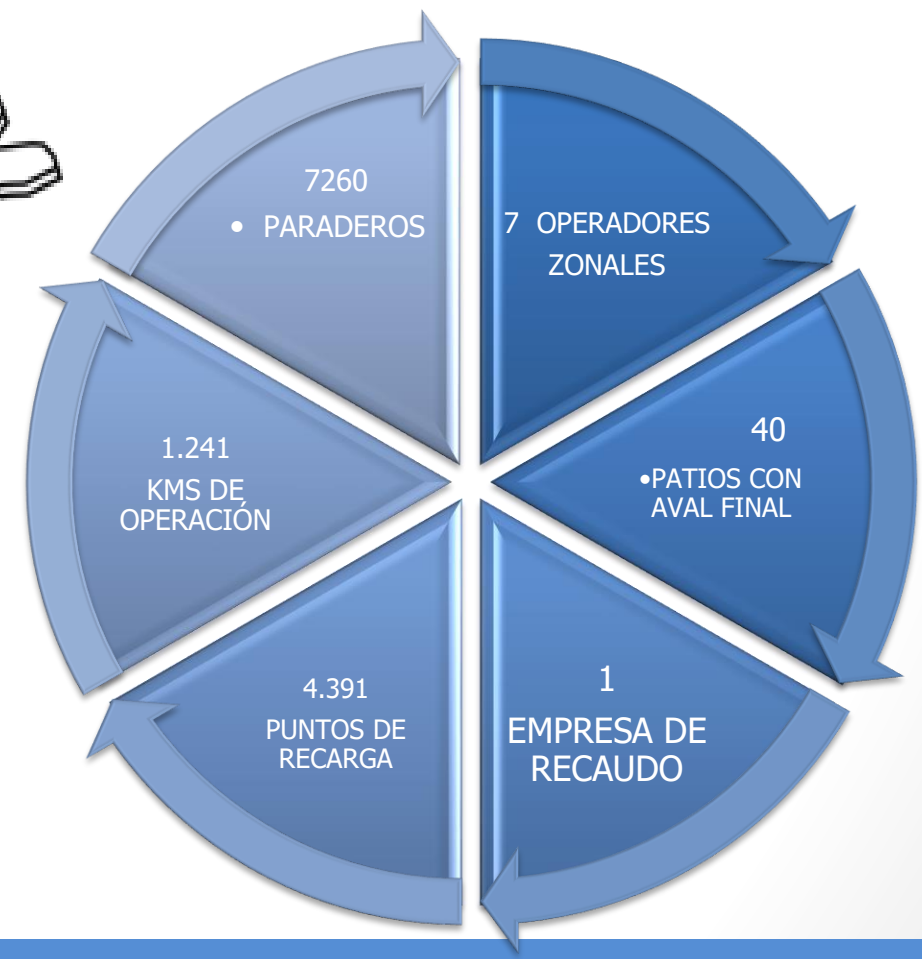 7 OPERADORES
ZONALES
40
•PATIOS CON
AVAL FINAL
1
EMPRESA DE
RECAUDO
4.391
PUNTOS DE
RECARGA
1.241
KMS DE
OPERACIÓN
7260
• PARADEROS